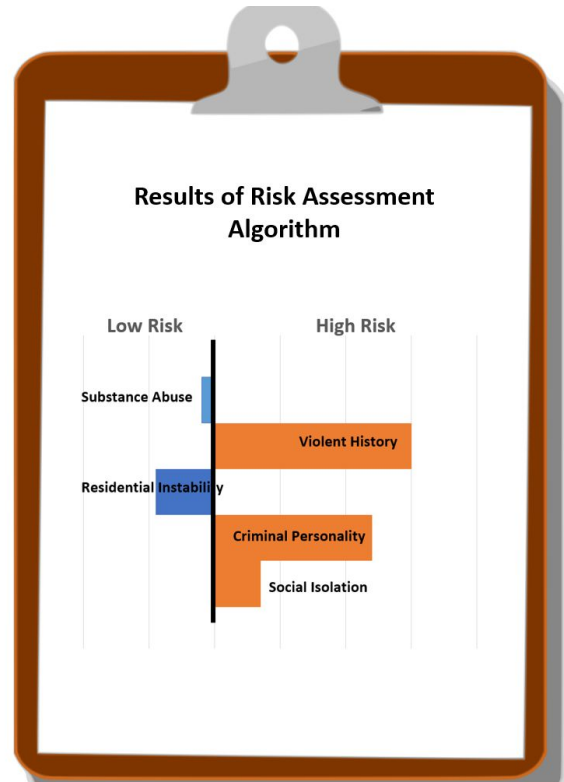 Results of Risk Assessment
Algorithm
Low Risk
High Risk
Substance Abuse
Violent History
Residential Instability
Criminal Personality
Social Isolation